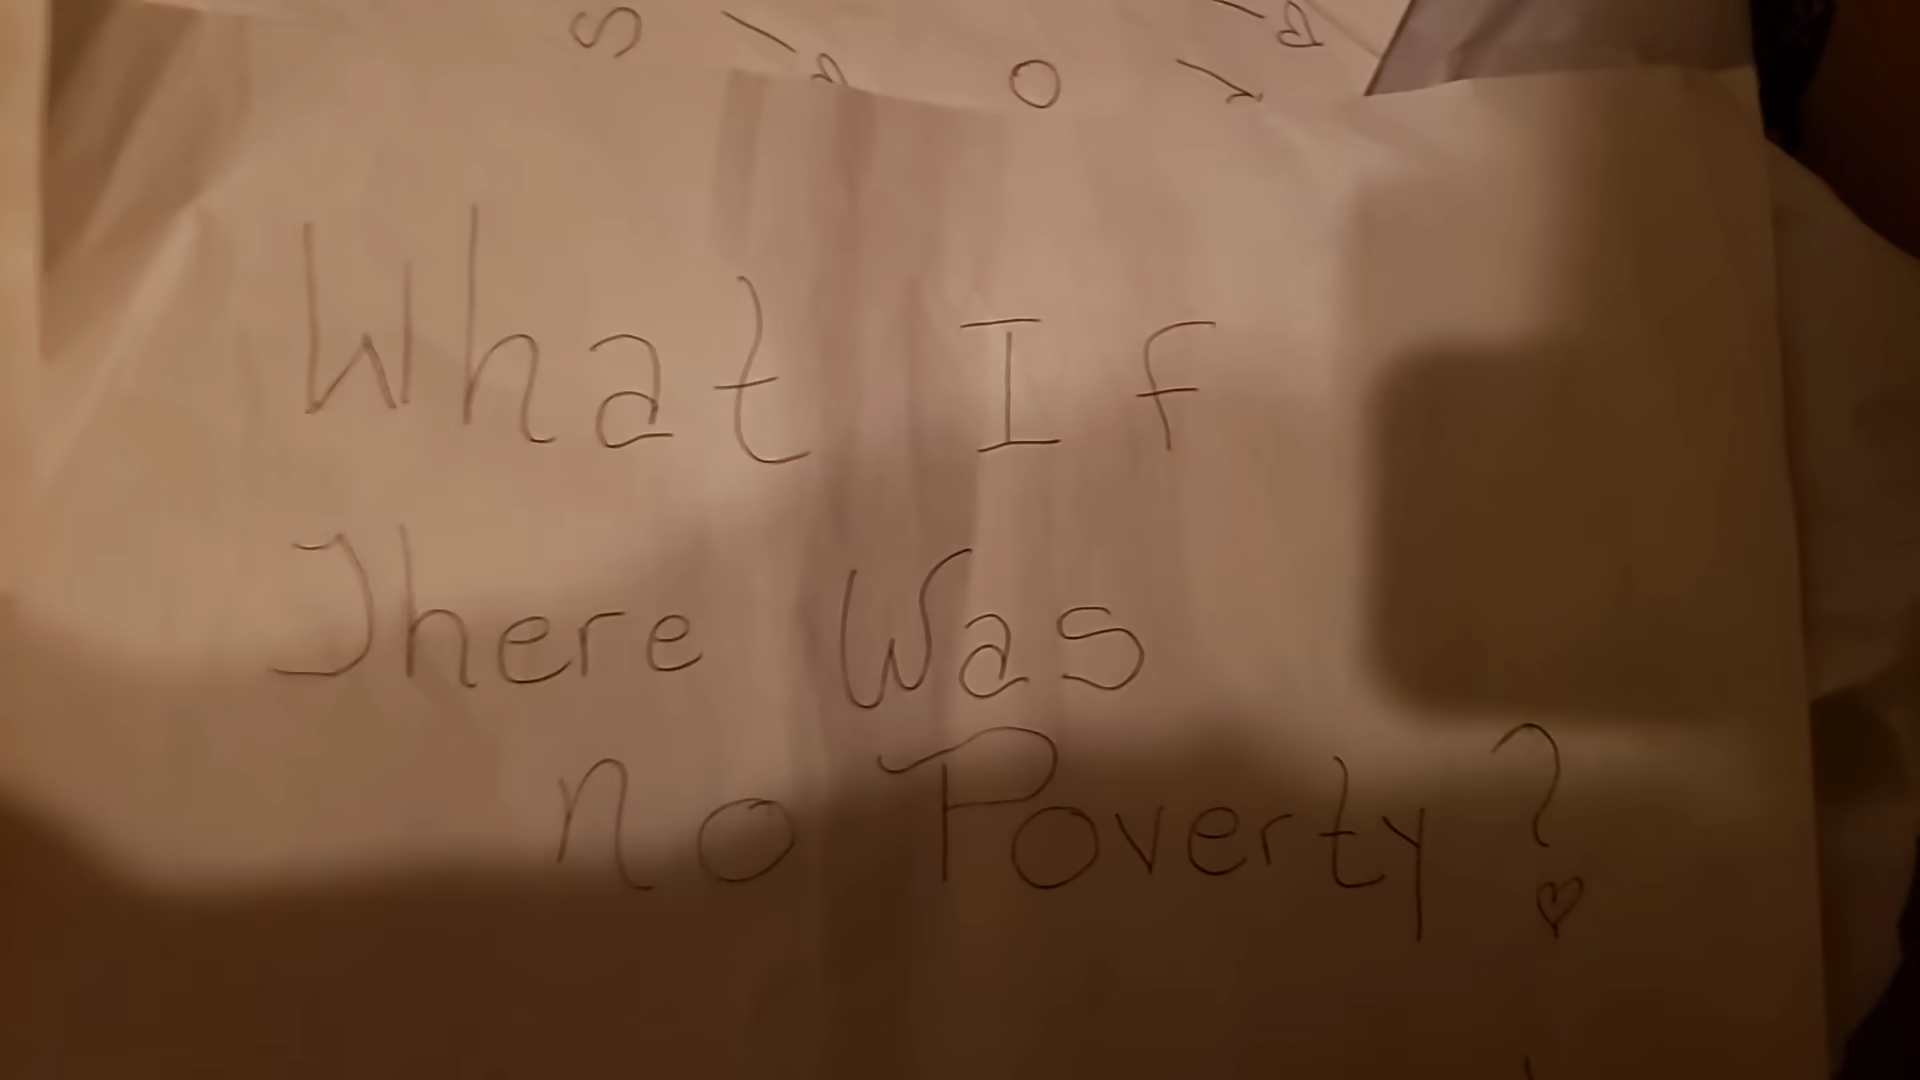 What If
There Was
no Poverty?